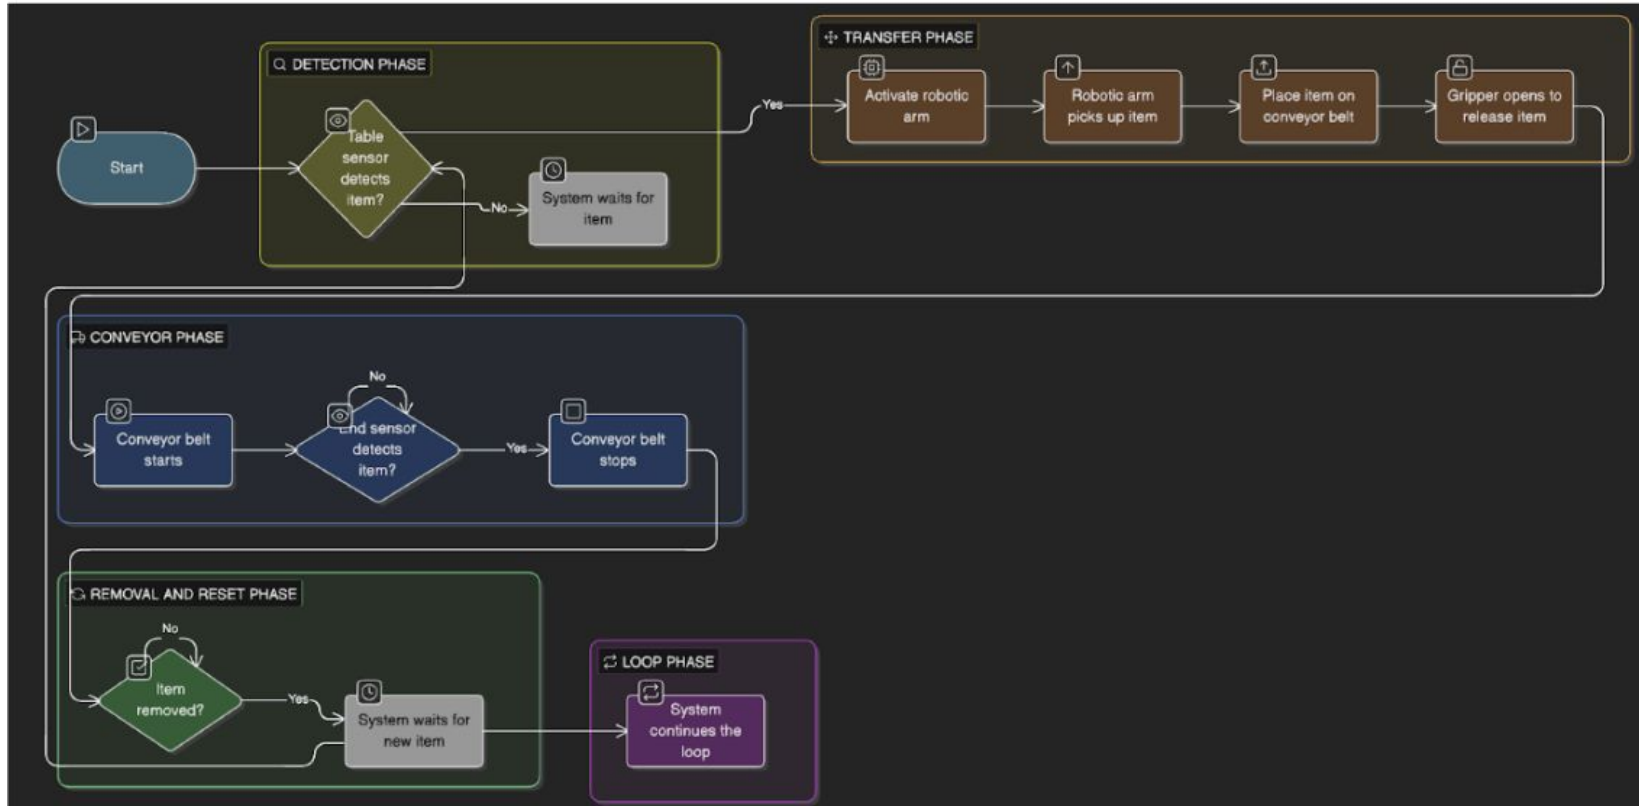 TRANSFER PHASE
DETECTION PHASE
Activate robotic
arm
Robotic arm
picks up item
Place item on
conveyor belt
Gripper opens to
release item
Yes
Start
Table
sensor
detects
item?
No
System waits for
item
CONVEYOR PHASE
No
Conveyor belt
starts
End sensor
detects
item?
Yes
Conveyor belt
stops
REMOVAL AND RESET PHASE
No
Item
removed?
Yes
System waits for
new item
LOOP PHASE
System
continues the
loop